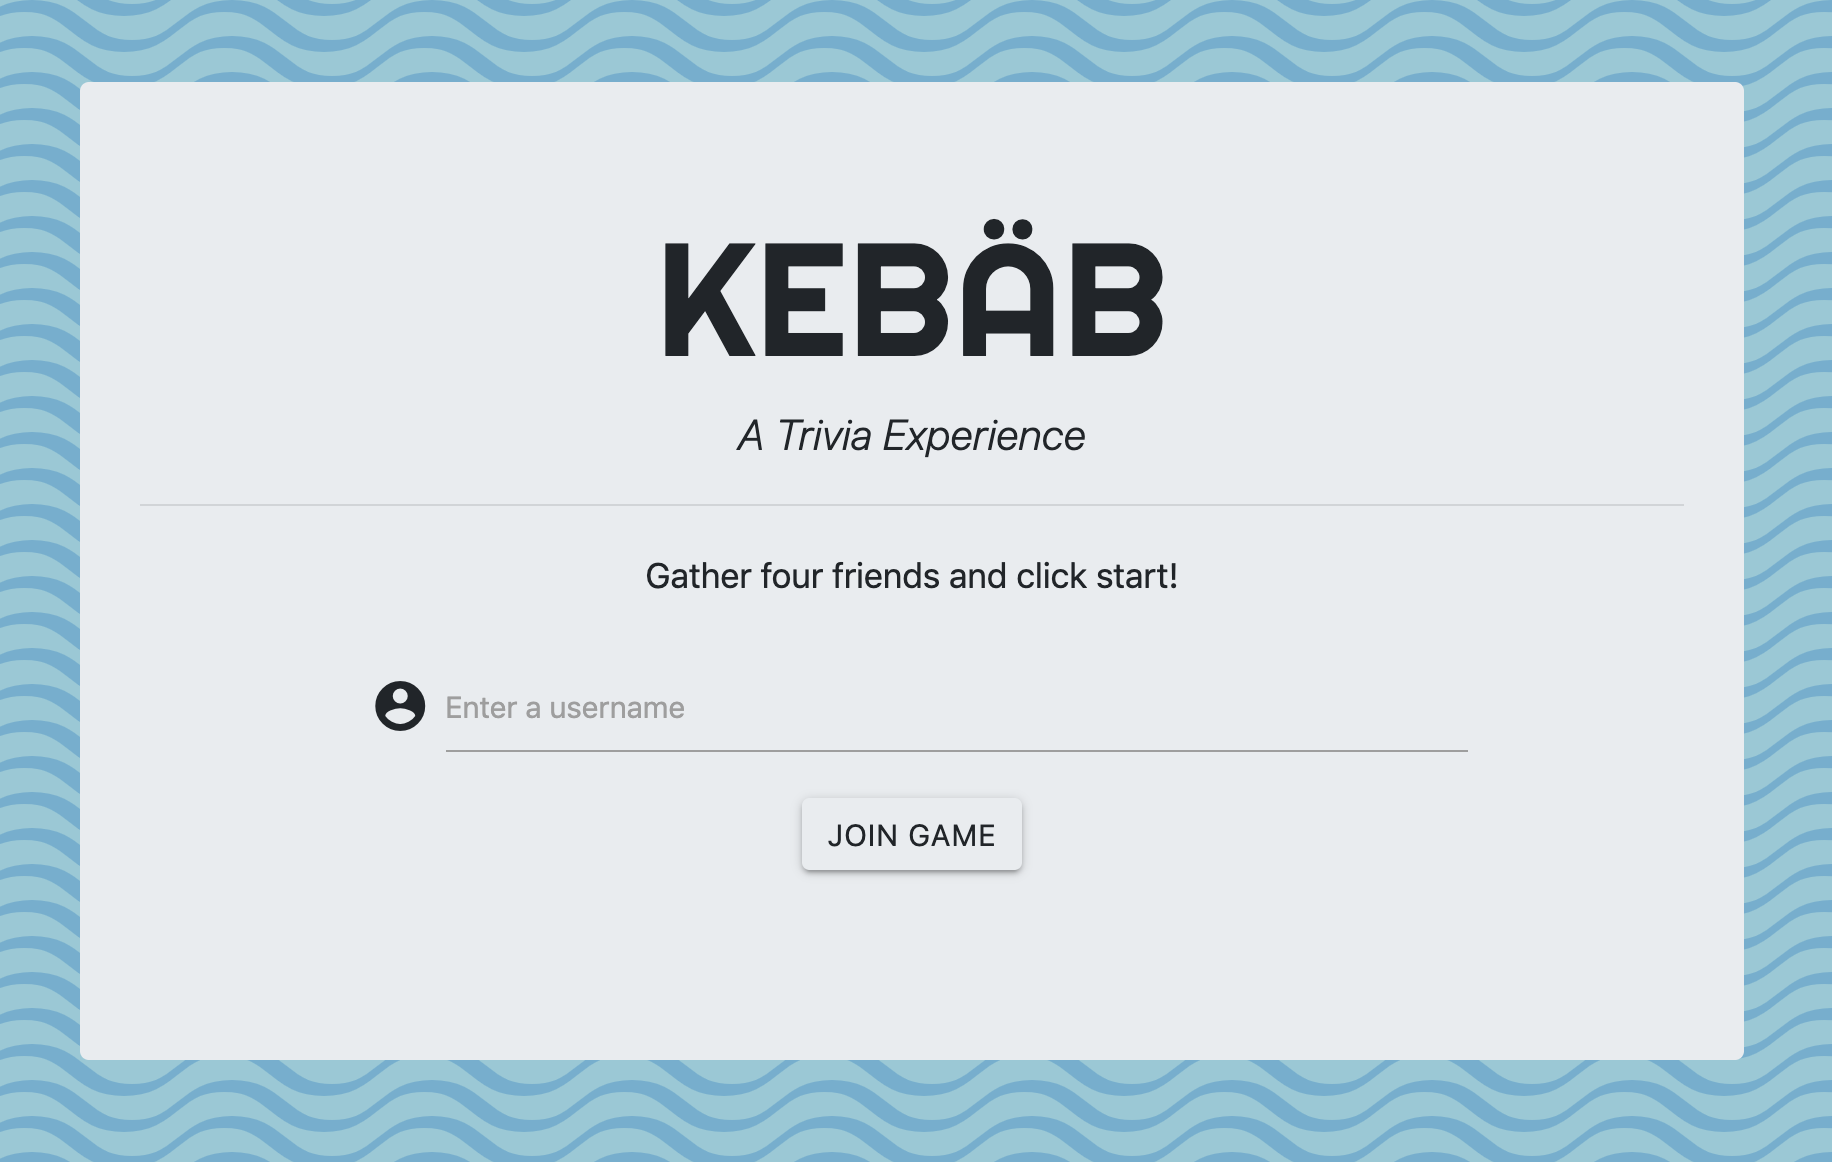 KEBÄB
A Trivia Experience
Gather four friends and click start!
Enter a username
JOIN GAME